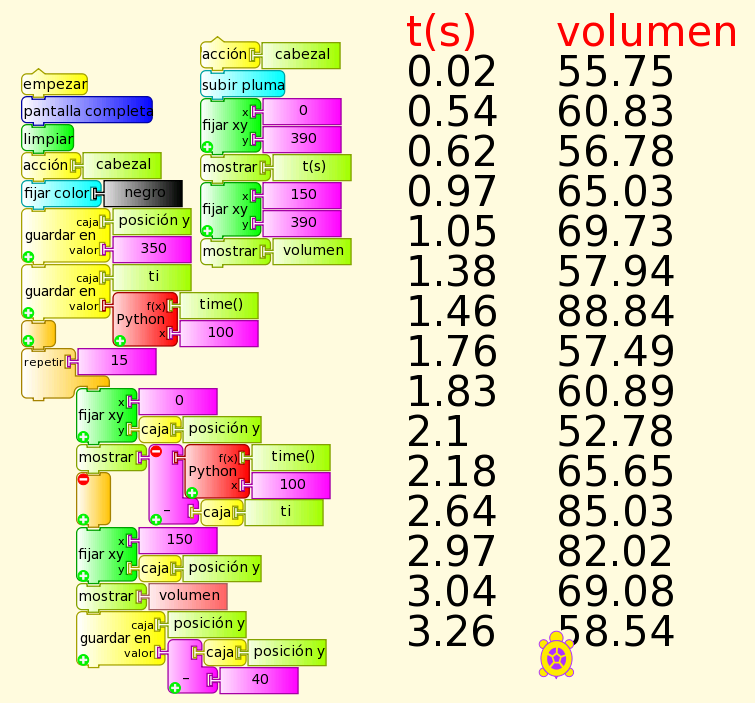 empezar
pantalla completa
limpiar
acción cabezal
fijar color negro
guardar en caja posición y
valor 350
guardar en caja ti
valor Python f(x) time()
x 100
repetir 15
fijar xy x 0
y caja posición y
mostrar Python f(x) time()
x 100
– caja ti
fijar xy x 150
y caja posición y
mostrar volumen
guardar en caja posición y
valor caja posición y
– 40
acción cabezal
subir pluma
fijar xy x 0
y 390
mostrar t(s)
fijar xy x 150
y 390
mostrar volumen
t(s) volumen
0.02 55.75
0.54 60.83
0.62 56.78
0.97 65.03
1.05 69.73
1.38 57.94
1.46 88.84
1.76 57.49
1.83 60.89
2.1 52.78
2.18 65.65
2.64 85.03
2.97 82.02
3.04 69.08
3.26 58.54